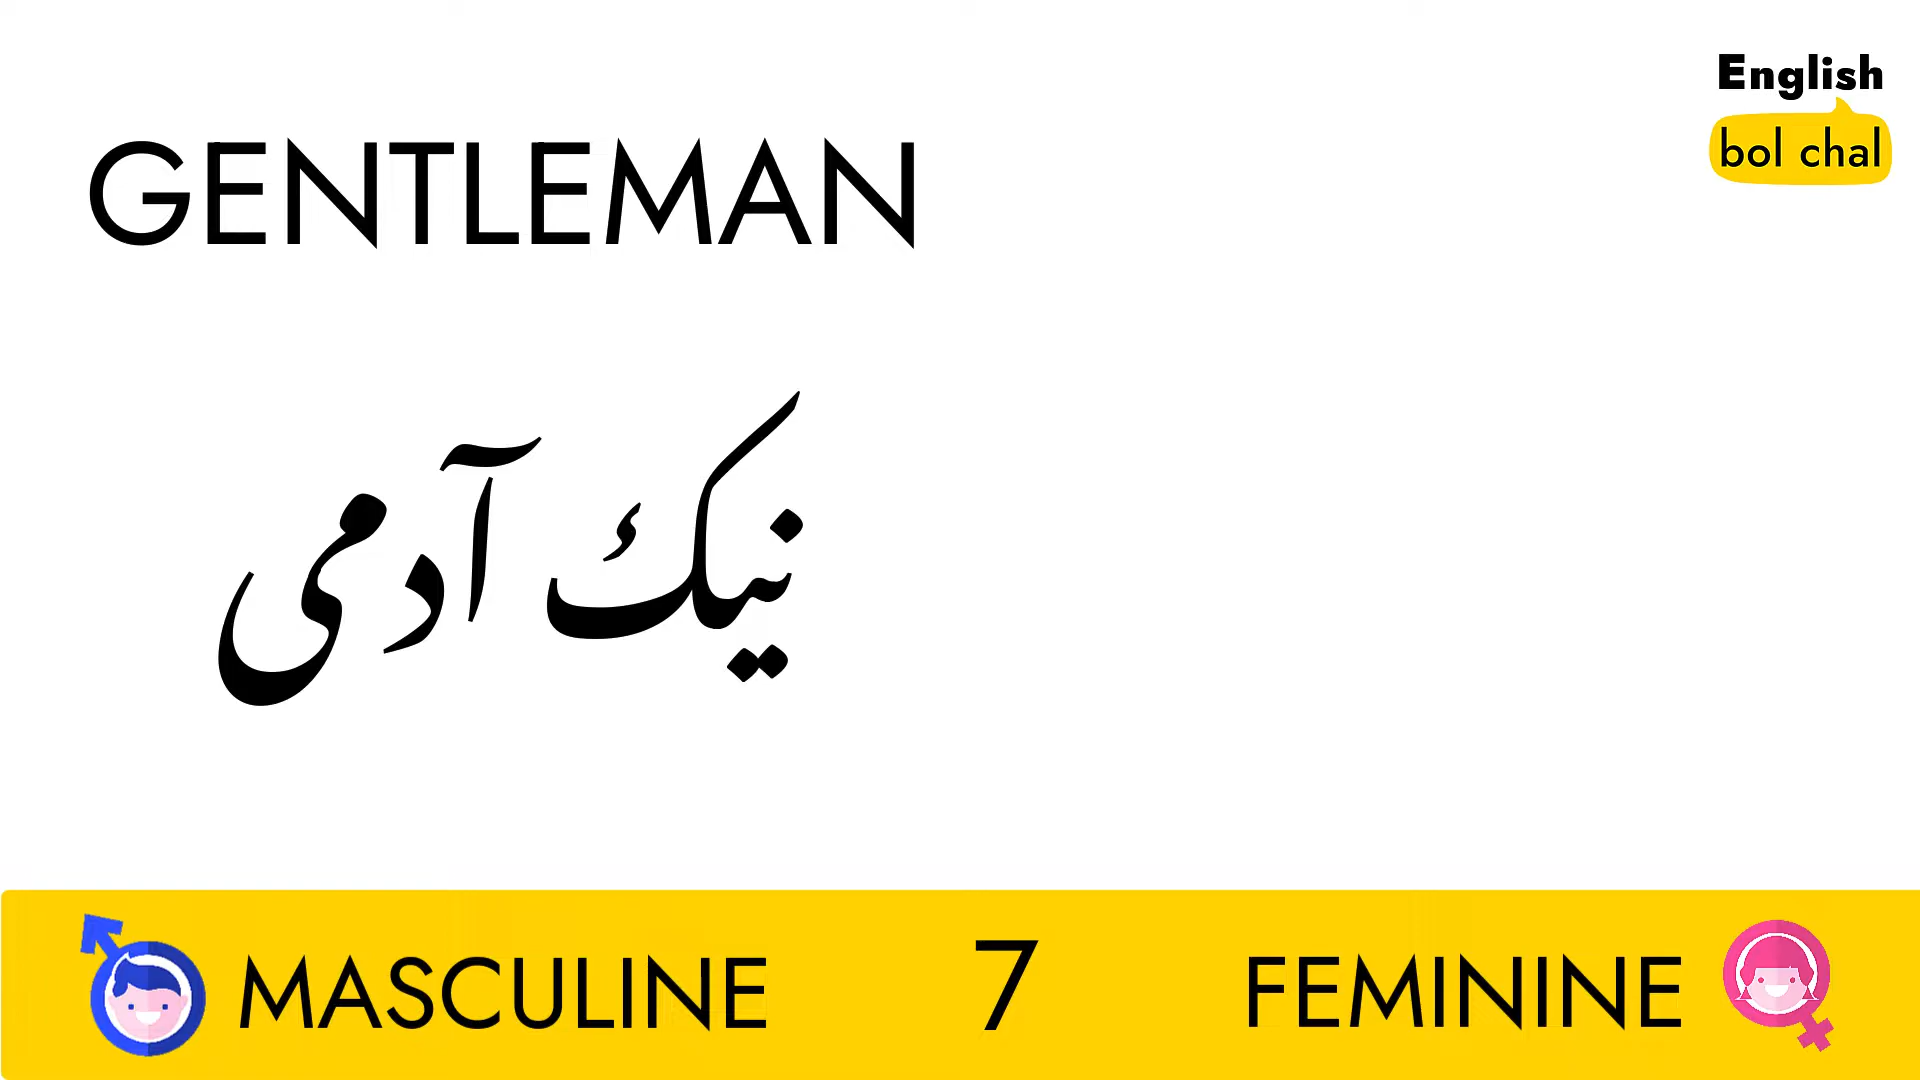 English
bol chal
GENTLEMAN
نیک آدمی
MASCULINE 7 FEMININE